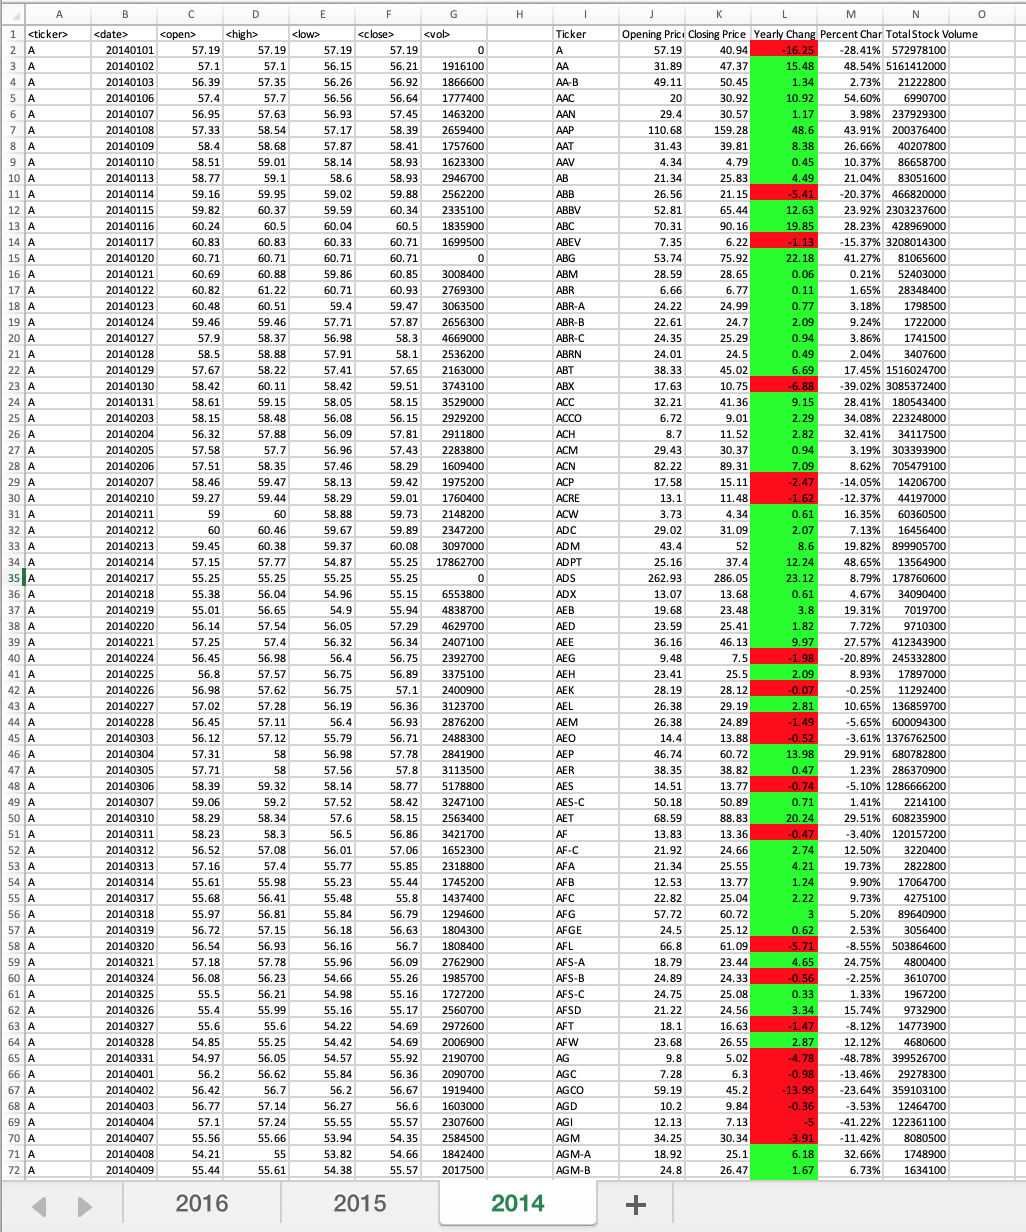 A B C D E F G H I J K L M N O
1 <ticker> <date> <open> <high> <low> <close> <vol> Ticker Opening Pric Closing Price Yearly Chang Percent Char Total Stock Volume
2 A 20140101 57.19 57.19 57.19 57.19 0 A 57.19 40.94 -16.25 -28.41% 572978100
3 A 20140102 57.1 57.1 56.15 56.21 1916100 AA 31.89 47.37 15.48 48.54% 5161412000
4 A 20140103 56.39 57.35 56.26 56.92 1866600 AA-B 49.11 50.45 1.34 2.73% 21222800
5 A 20140106 57.4 57.7 56.56 56.64 1777400 AAC 20 30.92 10.92 54.60% 6990700
6 A 20140107 56.95 57.63 56.93 57.45 1463200 AAN 29.4 30.57 1.17 3.98% 237929300
7 A 20140108 57.33 58.54 57.17 58.39 2659400 AAP 110.68 159.28 48.6 43.91% 200376400
8 A 20140109 58.4 58.68 57.87 58.41 1757600 AAT 31.43 39.81 8.38 26.66% 40207800
9 A 20140110 58.51 59.01 58.14 58.93 1623300 AAV 4.34 4.79 0.45 10.37% 86658700
10 A 20140113 58.77 59.1 58.6 58.93 2946700 AB 21.34 25.83 4.49 21.04% 83051600
11 A 20140114 59.16 59.95 59.02 59.88 2562200 ABB 26.56 21.15 -5.41 -20.37% 466820000
12 A 20140115 59.82 60.37 59.59 60.34 2335100 ABBV 52.81 65.44 12.63 23.92% 2303237600
13 A 20140116 60.24 60.5 60.04 60.5 1835900 ABC 70.31 90.16 19.85 28.23% 428969000
14 A 20140117 60.83 60.83 60.33 60.71 1699500 ABEV 7.35 6.22 -1.13 -15.37% 3208014300
15 A 20140120 60.71 60.71 60.71 60.71 0 ABG 53.74 75.92 22.18 41.27% 81065600
16 A 20140121 60.69 60.88 59.86 60.85 3008400 ABM 28.59 28.65 0.06 0.21% 52403000
17 A 20140122 60.82 61.22 60.71 60.93 2769300 ABR 6.66 6.77 0.11 1.65% 28348400
18 A 20140123 60.48 60.51 59.4 59.47 3063500 ABR-A 24.22 24.99 0.77 3.18% 1798500
19 A 20140124 59.46 59.46 57.71 57.87 2656300 ABR-B 22.61 24.7 2.09 9.24% 1722000
20 A 20140127 57.9 58.37 56.98 58.3 4669000 ABR-C 24.35 25.29 0.94 3.86% 1741500
21 A 20140128 58.5 58.88 57.91 58.1 2536200 ABRN 24.01 24.5 0.49 2.04% 3407600
22 A 20140129 57.67 58.22 57.41 57.65 2163000 ABT 38.33 45.02 6.69 17.45% 1516024700
23 A 20140130 58.42 60.11 58.42 59.51 3743100 ABX 17.63 10.75 -6.88 -39.02% 3085372400
24 A 20140131 58.61 59.15 58.05 58.15 3529000 ACC 32.21 41.36 9.15 28.41% 180543400
25 A 20140203 58.15 58.48 56.08 56.15 2929200 ACCO 6.72 9.01 2.29 34.08% 223248000
26 A 20140204 56.32 57.88 56.09 57.81 2911800 ACH 8.7 11.52 2.82 32.41% 34117500
27 A 20140205 57.58 57.7 56.96 57.43 2283800 ACM 29.43 30.37 0.94 3.19% 303393900
28 A 20140206 57.51 58.35 57.46 58.29 1609400 ACN 82.22 89.31 7.09 8.62% 705479100
29 A 20140207 58.46 59.47 58.13 59.42 1975200 ACP 17.58 15.11 -2.47 -14.05% 14206700
30 A 20140210 59.27 59.44 58.29 59.01 1760400 ACRE 13.1 11.48 -1.62 -12.37% 44197000
31 A 20140211 59 60 58.88 59.73 2148200 ACW 3.73 4.34 0.61 16.35% 60360500
32 A 20140212 60 60.46 59.67 59.89 2347200 ADC 29.02 31.09 2.07 7.13% 16456400
33 A 20140213 59.45 60.38 59.37 60.08 3097000 ADM 43.4 52 8.6 19.82% 899905700
34 A 20140214 57.15 57.77 54.87 55.25 17862700 ADPT 25.16 37.4 12.24 48.65% 13564900
35 A 20140217 55.25 55.25 55.25 55.25 0 ADS 262.93 286.05 23.12 8.79% 178760600
36 A 20140218 55.38 56.04 54.96 55.15 6553800 ADX 13.07 13.68 0.61 4.67% 34090400
37 A 20140219 55.01 56.65 54.9 55.94 4838700 AEB 19.68 23.48 3.8 19.31% 7019700
38 A 20140220 56.14 57.54 56.05 57.29 4629700 AED 23.59 25.41 1.82 7.72% 9710300
39 A 20140221 57.25 57.4 56.32 56.34 2407100 AEE 36.16 46.13 9.97 27.57% 412343900
40 A 20140224 56.45 56.98 56.4 56.75 2392700 AEG 9.48 7.5 -1.98 -20.89% 245332800
41 A 20140225 56.8 57.57 56.75 56.89 3375100 AEH 23.41 25.5 2.09 8.93% 17897000
42 A 20140226 56.98 57.62 56.75 57.1 2400900 AEK 28.19 28.12 -0.07 -0.25% 11292400
43 A 20140227 57.02 57.28 56.19 56.36 3123700 AEL 26.38 29.19 2.81 10.65% 136859700
44 A 20140228 56.45 57.11 56.4 56.93 2876200 AEM 26.38 24.89 -1.49 -5.65% 600094300
45 A 20140303 56.12 57.12 55.79 56.71 2488300 AEO 14.4 13.88 -0.52 -3.61% 1376762500
46 A 20140304 57.31 58 56.98 57.78 2841900 AEP 46.74 60.72 13.98 29.91% 680782800
47 A 20140305 57.71 58 57.56 57.8 3113500 AER 38.35 38.82 0.47 1.23% 286370900
48 A 20140306 58.39 59.32 58.14 58.77 5178800 AES 14.51 13.77 -0.74 -5.10% 1286666200
49 A 20140307 59.06 59.2 57.52 58.42 3247100 AES-C 50.18 50.89 0.71 1.41% 2214100
50 A 20140310 58.29 58.34 57.6 58.15 2563400 AET 68.59 88.83 20.24 29.51% 608235900
51 A 20140311 58.23 58.3 56.5 56.86 3421700 AF 13.83 13.36 -0.47 -3.40% 120157200
52 A 20140312 56.52 57.08 56.01 57.06 1652300 AF-C 21.92 24.66 2.74 12.50% 3220400
53 A 20140313 57.16 57.4 55.77 55.85 2318800 AFA 21.34 25.55 4.21 19.73% 2822800
54 A 20140314 55.61 55.98 55.23 55.44 1745200 AFB 12.53 13.77 1.24 9.90% 17064700
55 A 20140317 55.68 56.41 55.48 55.8 1437400 AFC 22.82 25.04 2.22 9.73% 4275100
56 A 20140318 55.97 56.81 55.84 56.79 1294600 AFG 57.72 60.72 3 5.20% 89640900
57 A 20140319 56.72 57.15 56.18 56.63 1804300 AFGE 24.5 25.12 0.62 2.53% 3056400
58 A 20140320 56.54 56.93 56.16 56.7 1808400 AFL 66.8 61.09 -5.71 -8.55% 503864600
59 A 20140321 57.18 57.78 55.96 56.09 2762900 AFS-A 18.79 23.44 4.65 24.75% 4800400
60 A 20140324 56.08 56.23 54.66 55.26 1985700 AFS-B 24.89 24.33 -0.56 -2.25% 3610700
61 A 20140325 55.5 56.21 54.98 55.16 1727200 AFS-C 24.75 25.08 0.33 1.33% 1967200
62 A 20140326 55.4 55.99 55.16 55.17 2560700 AFSD 21.22 24.56 3.34 15.74% 9732900
63 A 20140327 55.6 55.6 54.22 54.69 2972600 AFT 18.1 16.63 -1.47 -8.12% 14773900
64 A 20140328 54.85 55.25 54.42 54.69 2006900 AFW 23.68 26.55 2.87 12.12% 4680600
65 A 20140331 54.97 56.05 54.57 55.92 2190700 AG 9.8 5.02 -4.78 -48.78% 399526700
66 A 20140401 56.2 56.62 55.84 56.36 2090700 AGC 7.28 6.3 -0.98 -13.46% 29278300
67 A 20140402 56.42 56.7 56.2 56.67 1919400 AGCO 59.19 45.2 -13.99 -23.64% 359103100
68 A 20140403 56.77 57.14 56.27 56.6 1603000 AGD 10.2 9.84 -0.36 -3.53% 12464700
69 A 20140404 57.1 57.24 55.55 57.57 2307600 AGI 12.13 7.13 -5 -41.22% 122361100
70 A 20140407 55.56 55.66 53.94 54.35 2584500 AGM 34.25 30.34 -3.91 -11.42% 8080500
71 A 20140408 54.21 55 53.82 54.66 1842400 AGM-A 18.92 25.1 6.18 32.66% 1748900
72 A 20140409 55.44 55.61 54.38 55.57 2017500 AGM-B 24.8 26.47 1.67 6.73% 1634100
2016 2015 2014 +